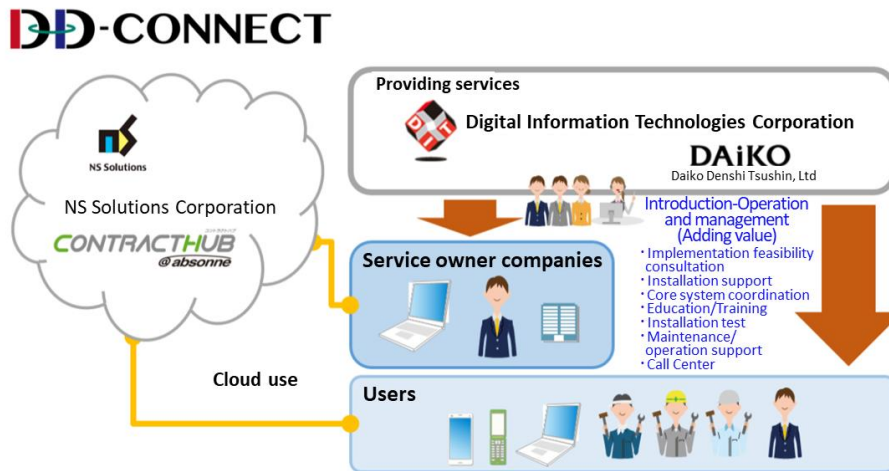 DD-CONNECT
NS Solutions
NS Solutions Corporation
CONTRACTHUB
@absonne
Cloud use
Providing services
DIT
Digital Information Technologies Corporation
DAiKO
Daiko Denshi Tsushin, Ltd
Introduction-Operation
and management
(Adding value)
・Implementation feasibility
consultation
・Installation support
・Core system coordination
・Education/Training
・Installation test
・Maintenance/
operation support
・Call Center
Service owner companies
Users